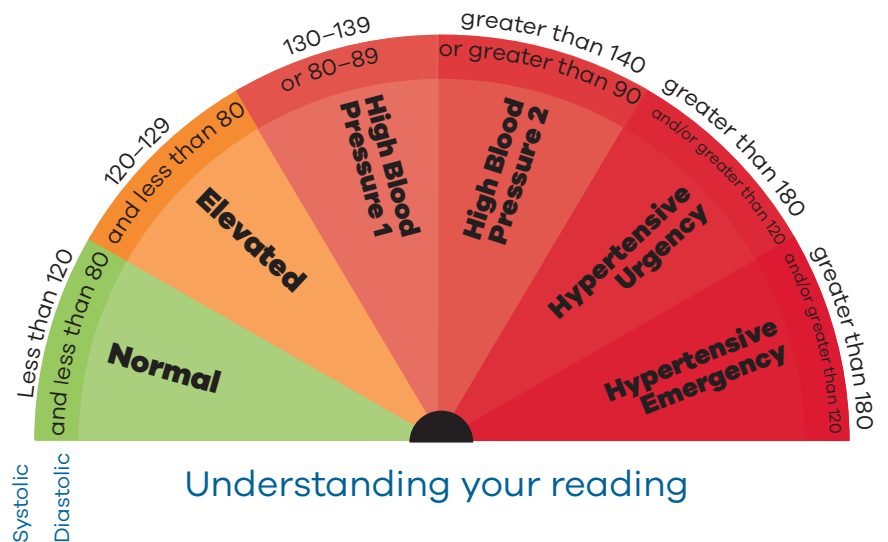 Less than 120
and less than 80
Normal
120–129
and less than 80
Elevated
130–139
or 80–89
High Blood
Pressure 1
greater than 140
or greater than 90
High Blood
Pressure 2
greater than 180
and/or greater than 120
Hypertensive
Urgency
greater than 180
and/or greater than 120
Hypertensive
Emergency
Systolic
Diastolic
Understanding your reading